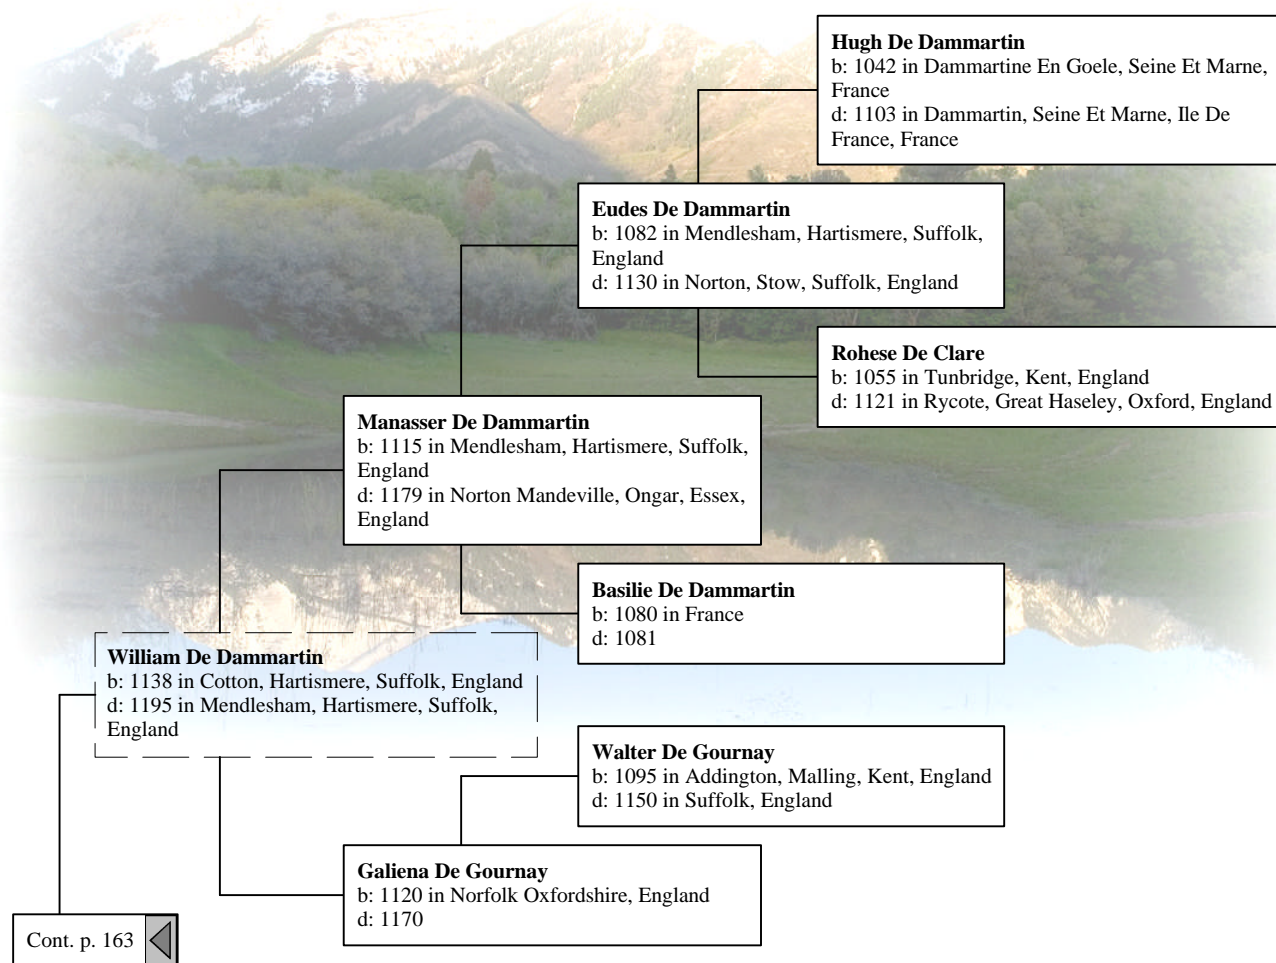 Hugh De Dammartin
b: 1042 in Dammartine En Goele, Seine Et Marne,
France
d: 1103 in Dammartin, Seine Et Marne, Ile De
France, France
Eudes De Dammartin
b: 1082 in Mendlesham, Hartismere, Suffolk,
England
d: 1130 in Norton, Stow, Suffolk, England
Rohese De Clare
b: 1055 in Tunbridge, Kent, England
d: 1121 in Rycote, Great Haseley, Oxford, England
Manasser De Dammartin
b: 1115 in Mendlesham, Hartismere, Suffolk,
England
d: 1179 in Norton Mandeville, Ongar, Essex,
England
Basilie De Dammartin
b: 1080 in France
d: 1081
William De Dammartin
b: 1138 in Cotton, Hartismere, Suffolk, England
d: 1195 in Mendlesham, Hartismere, Suffolk,
England
Walter De Gournay
b: 1095 in Addington, Malling, Kent, England
d: 1150 in Suffolk, England
Galiena De Gournay
b: 1120 in Norfolk Oxfordshire, England
d: 1170
Cont. p. 163